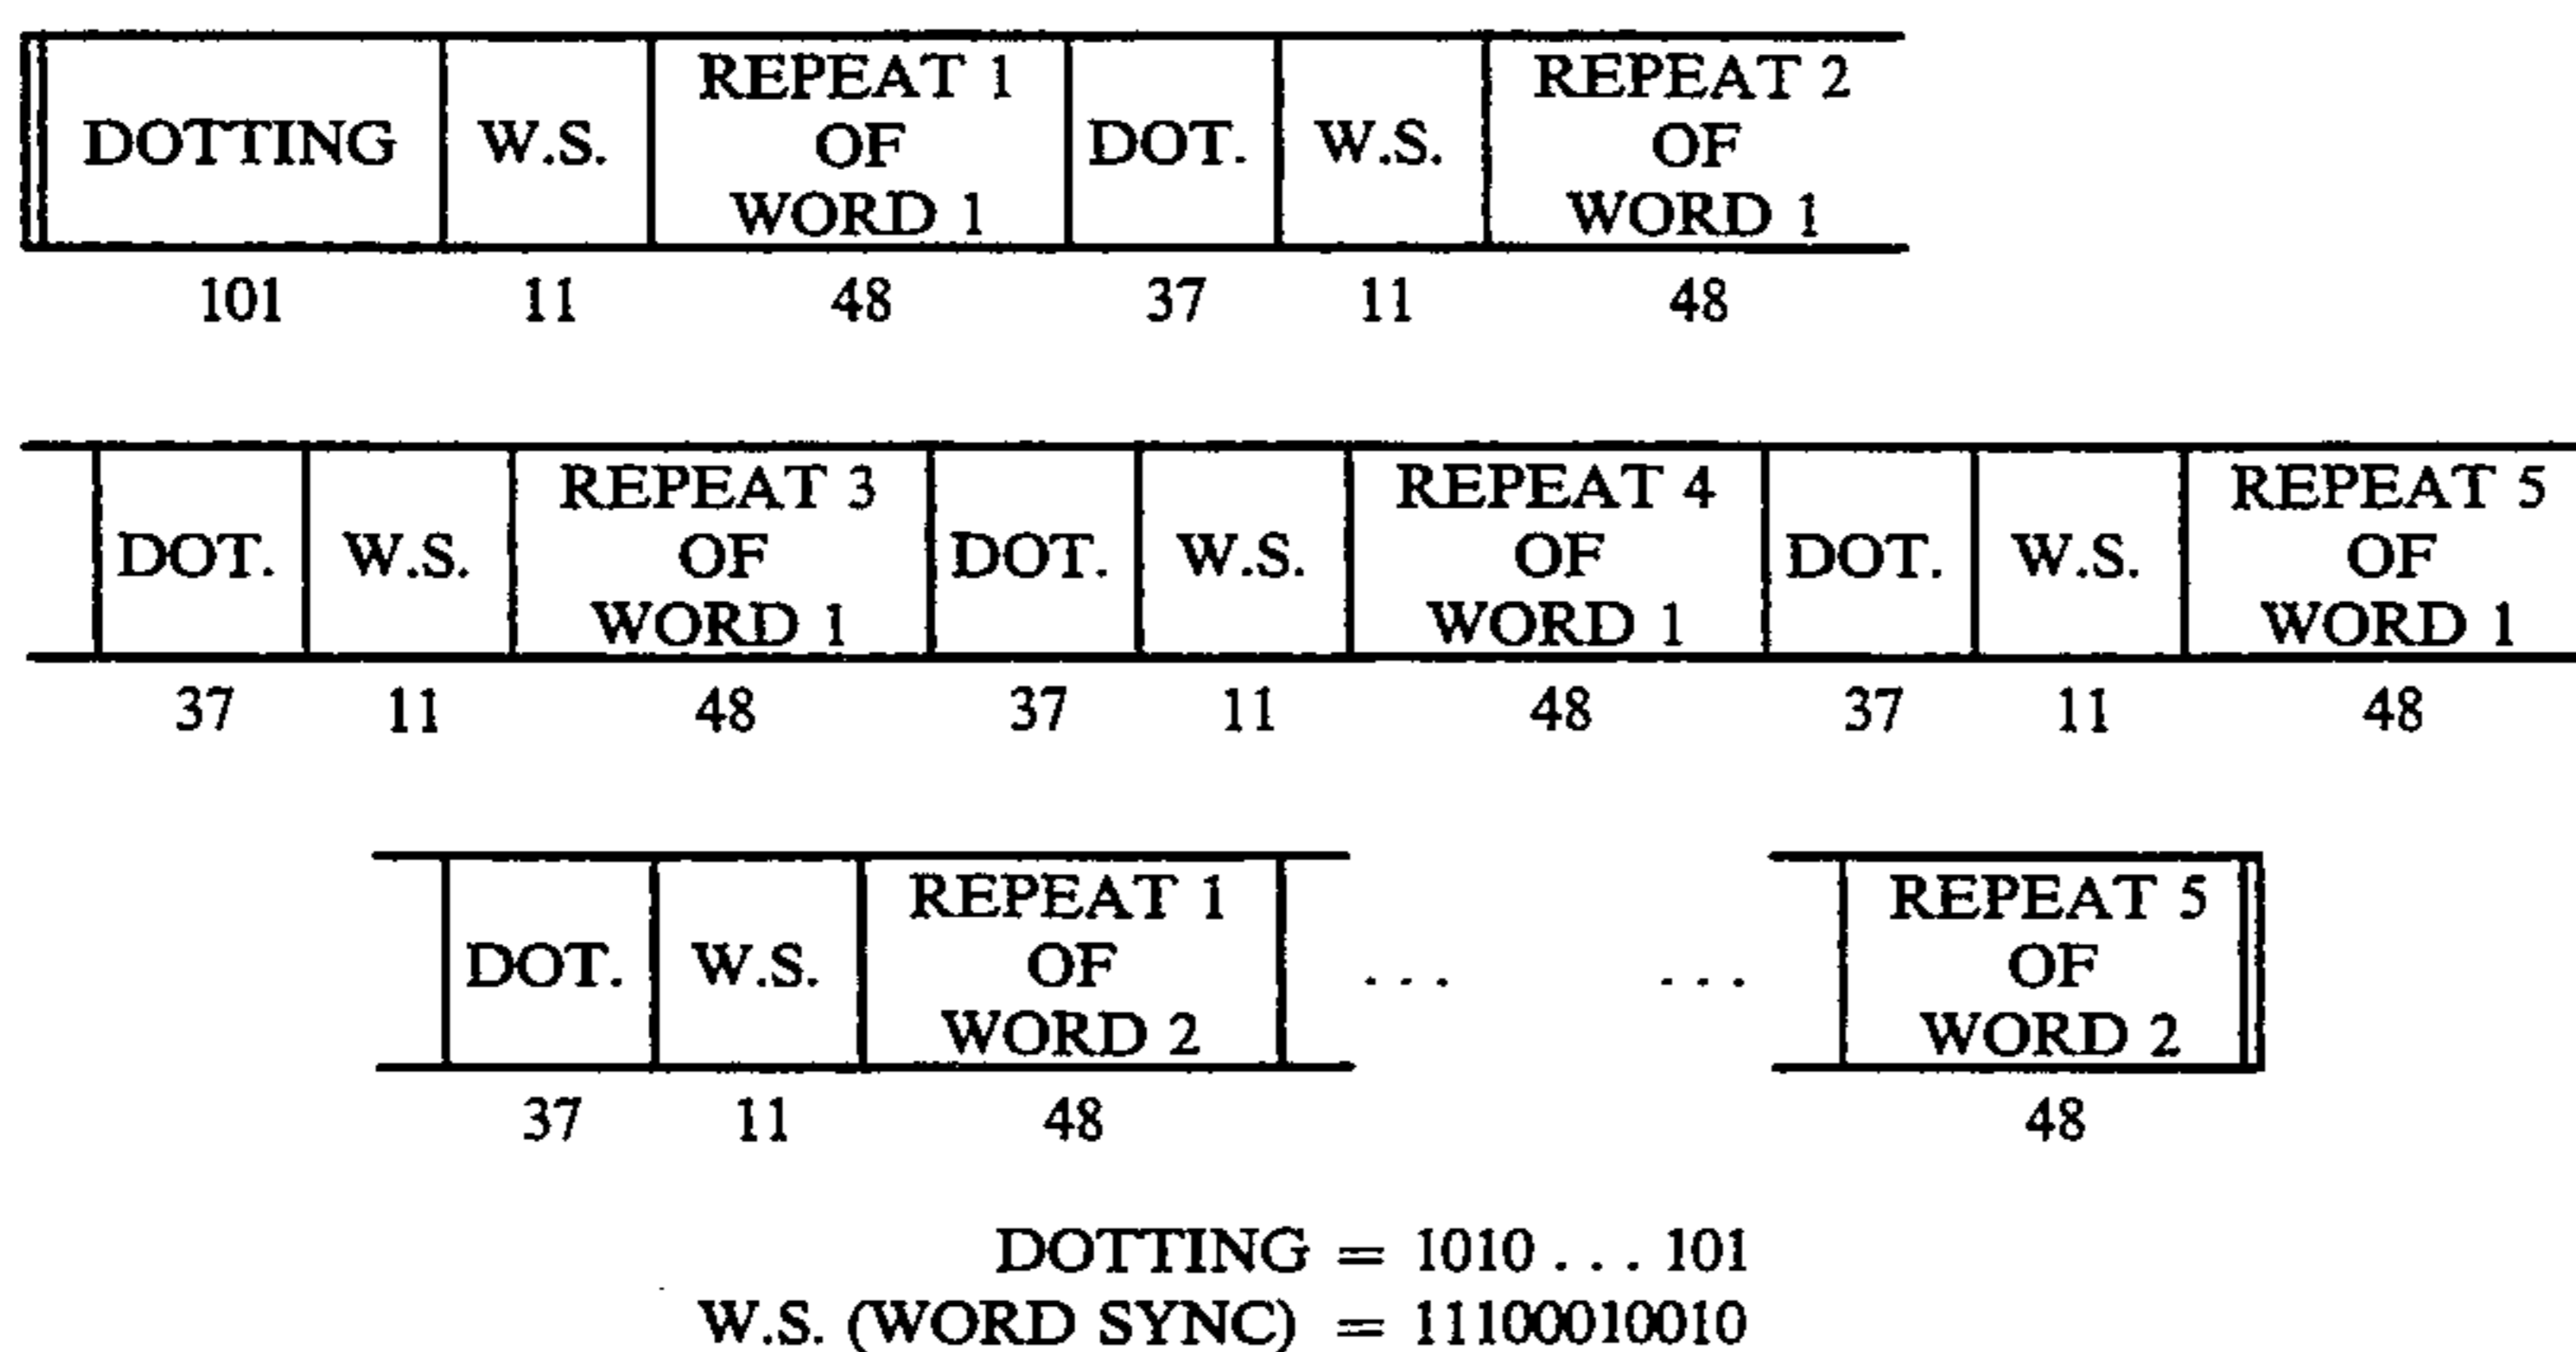 REPEAT 1 REPEAT 2
DOTTING W.S. OF DOT. W.S. OF
WORD 1 WORD 1
101 11 48 37 11 48
REPEAT 3 REPEAT 4 REPEAT 5
DOT. W.S. OF DOT. W.S. OF DOT. W.S. OF
WORD 1 WORD 1 WORD 1
37 11 48 37 11 48 37 11 48
REPEAT 1 REPEAT 5
DOT. W.S. OF ... ... OF
WORD 2 WORD 2
37 11 48 48
DOTTING = 1010 . . . 101
W.S. (WORD SYNC) = 11100010010